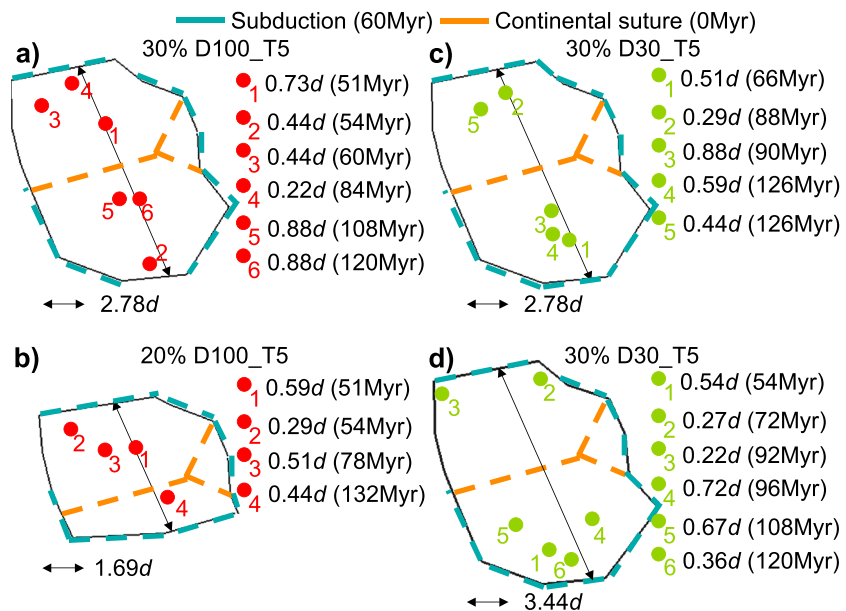 Subduction (60Myr) Continental suture (0Myr)
a) 30% D100_T5
4
3
1
5 6
2
1 0.73d (51Myr)
2 0.44d (54Myr)
3 0.44d (60Myr)
4 0.22d (84Myr)
5 0.88d (108Myr)
6 0.88d (120Myr)
2.78d
c) 30% D30_T5
5 2
3
4 1
1 0.51d (66Myr)
2 0.29d (88Myr)
3 0.88d (90Myr)
4 0.59d (126Myr)
5 0.44d (126Myr)
2.78d
b) 20% D100_T5
2
3 1
4
1 0.59d (51Myr)
2 0.29d (54Myr)
3 0.51d (78Myr)
4 0.44d (132Myr)
1.69d
d) 30% D30_T5
3 2
5 4
1 6
1 0.54d (54Myr)
2 0.27d (72Myr)
3 0.22d (92Myr)
4 0.72d (96Myr)
5 0.67d (108Myr)
6 0.36d (120Myr)
3.44d